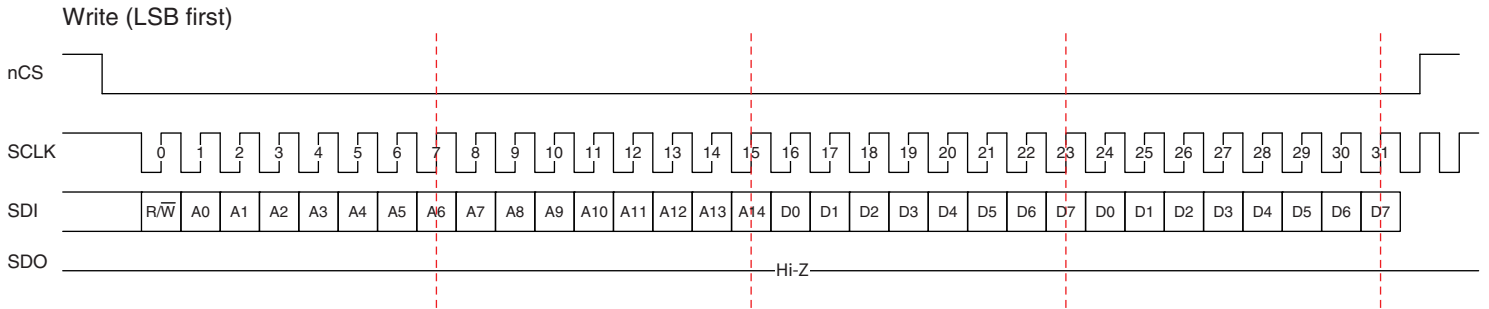 Write (LSB first)
nCS
SCLK 0 1 2 3 4 5 6 7 8 9 10 11 12 13 14 15 16 17 18 19 20 21 22 23 24 25 26 27 28 29 30 31
SDI R/W̅ A0 A1 A2 A3 A4 A5 A6 A7 A8 A9 A10 A11 A12 A13 A14 D0 D1 D2 D3 D4 D5 D6 D7 D0 D1 D2 D3 D4 D5 D6 D7
SDO Hi-Z